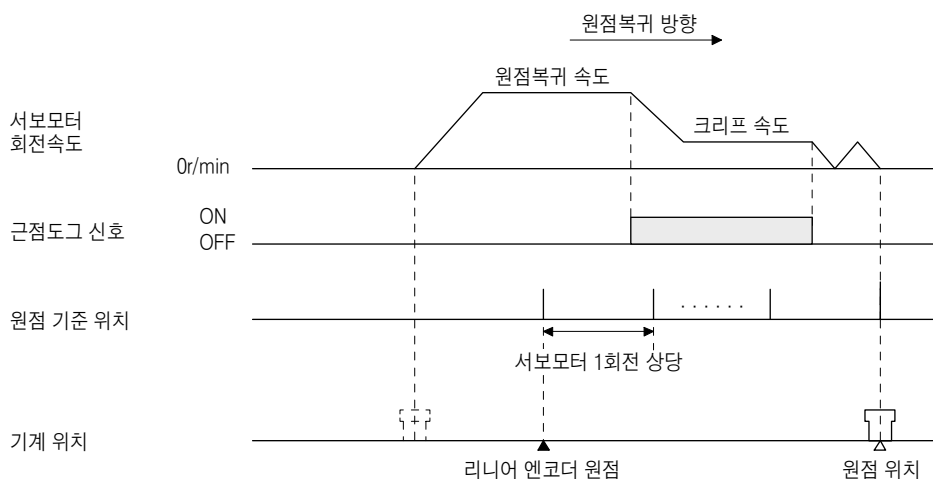 원점복귀 방향
원점복귀 속도
서보모터
회전속도
크리프 속도
0r/min
근점도그 신호
ON
OFF
원점 기준 위치
......
서보모터 1회전 상당
기계 위치
리니어 엔코더 원점
원점 위치